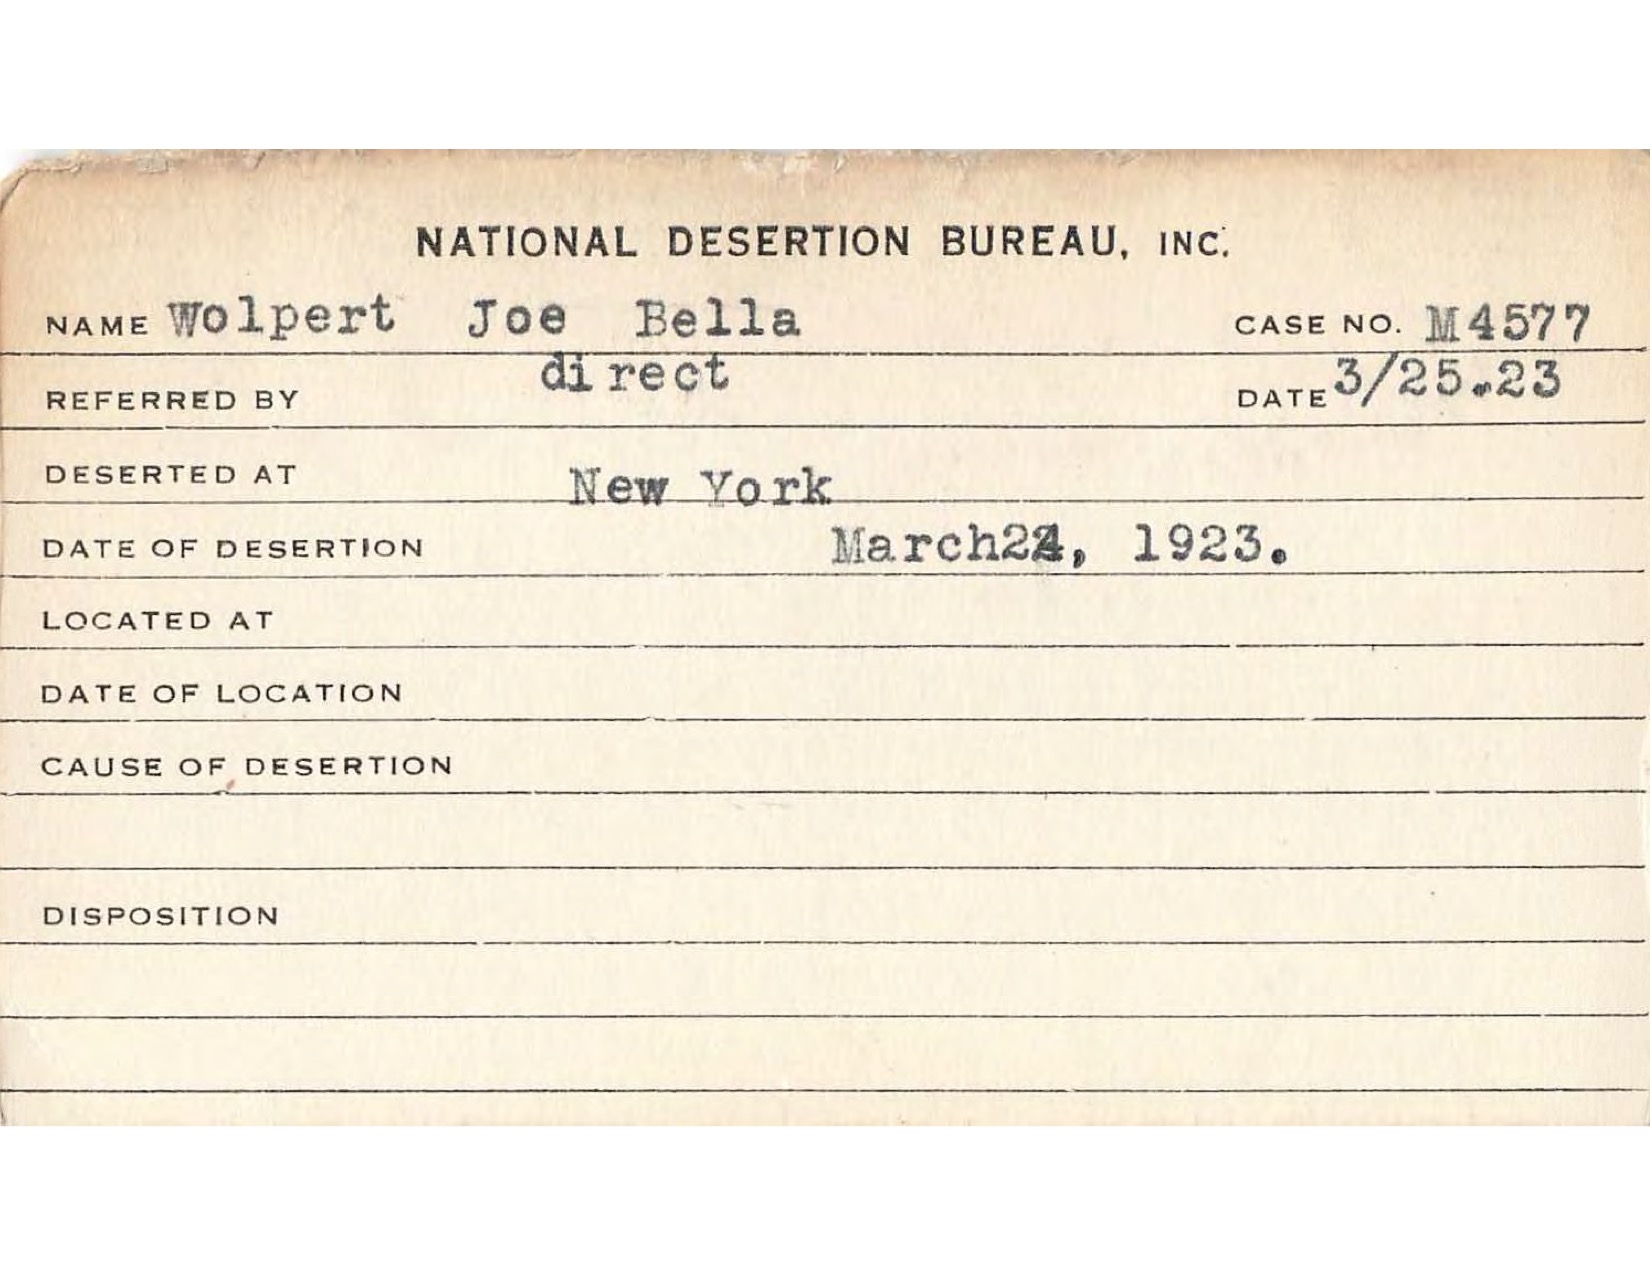 NATIONAL DESERTION BUREAU, INC.
NAME Wolpert Joe Bella CASE NO. M4577
REFERRED BY direct DATE 3/25.23
DESERTED AT New York
DATE OF DESERTION March24, 1923.
LOCATED AT
DATE OF LOCATION
CAUSE OF DESERTION
DISPOSITION